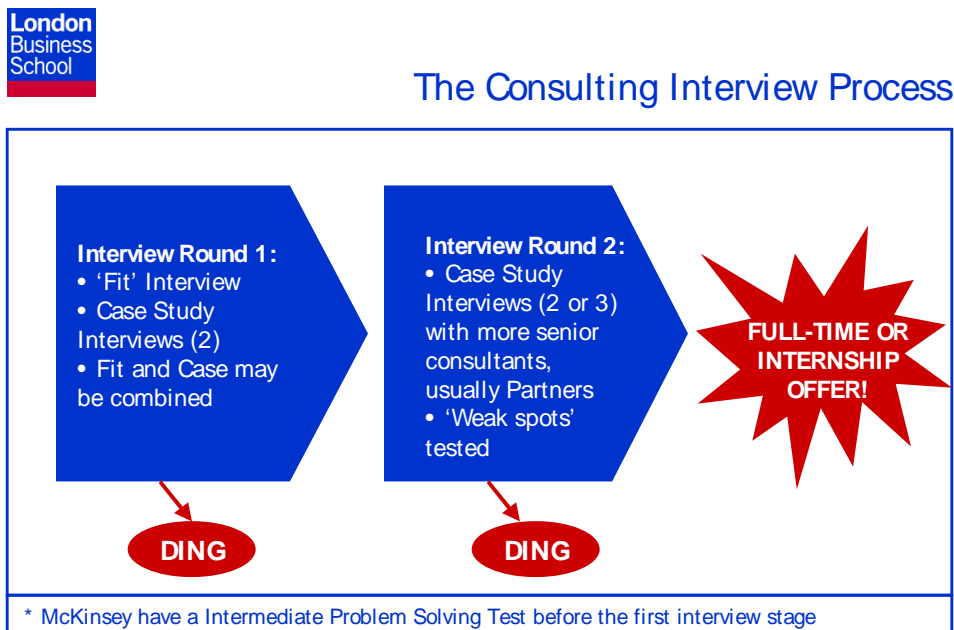 London
Business
School
The Consulting Interview Process
Interview Round 1:
• ‘Fit’ Interview
• Case Study
Interviews (2)
• Fit and Case may
be combined
Interview Round 2:
• Case Study
Interviews (2 or 3)
with more senior
consultants,
usually Partners
• ‘Weak spots’
tested
FULL-TIME OR
INTERNSHIP
OFFER!
DING
DING
* McKinsey have a Intermediate Problem Solving Test before the first interview stage